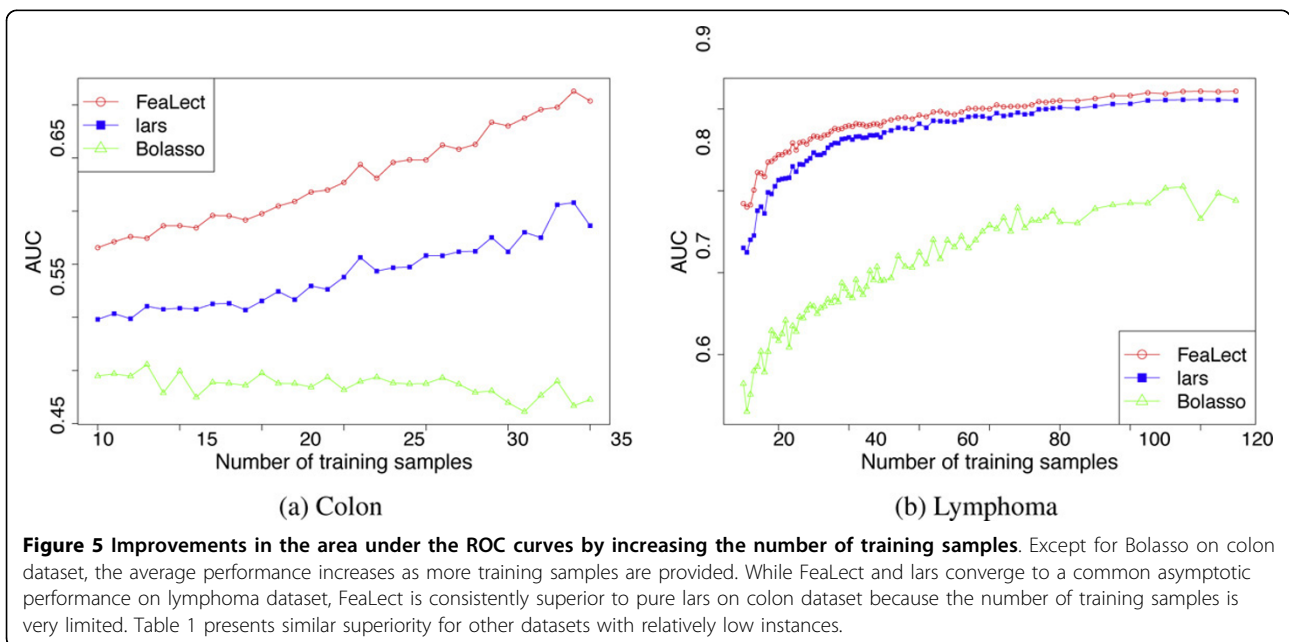 FeaLect
lars
Bolasso
AUC
0.45 0.55 0.65
10 15 20 25 30 35
Number of training samples
(a) Colon
AUC
0.6 0.7 0.8 0.9
FeaLect
lars
Bolasso
20 40 60 80 100 120
Number of training samples
(b) Lymphoma
Figure 5 Improvements in the area under the ROC curves by increasing the number of training samples. Except for Bolasso on colon
dataset, the average performance increases as more training samples are provided. While FeaLect and lars converge to a common asymptotic
performance on lymphoma dataset, FeaLect is consistently superior to pure lars on colon dataset because the number of training samples is
very limited. Table 1 presents similar superiority for other datasets with relatively low instances.